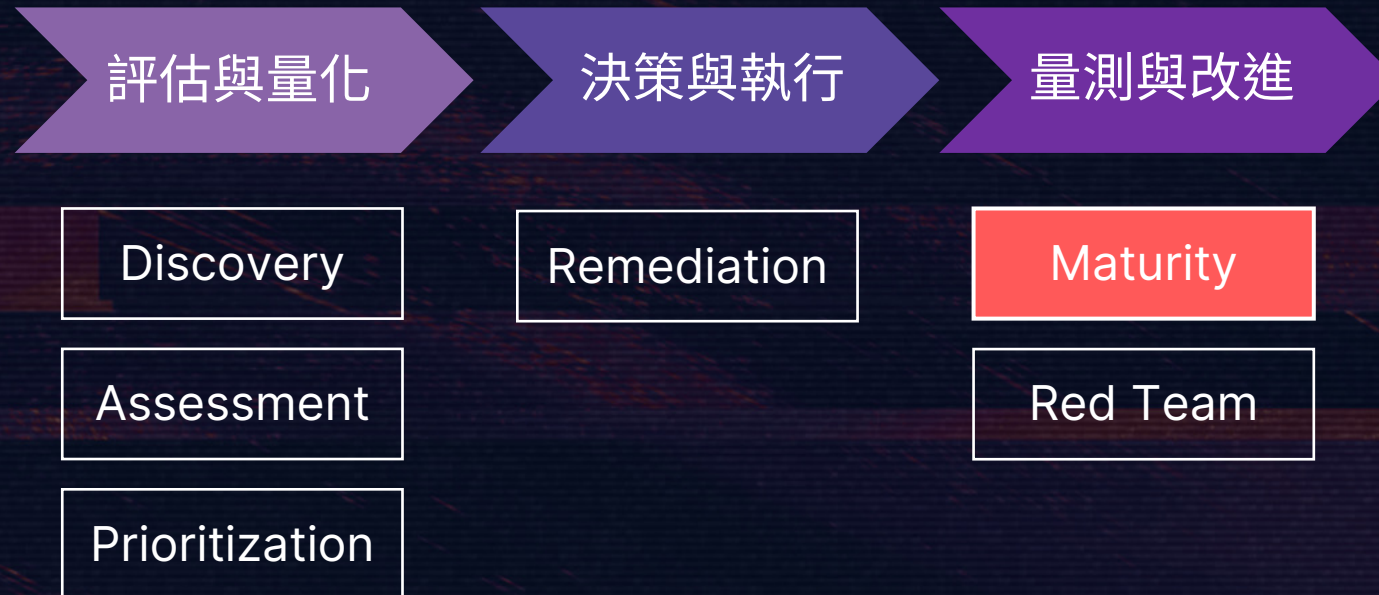 評估與量化
決策與執行
量測與改進
Discovery
Remediation
Maturity
Assessment
Red Team
Prioritization